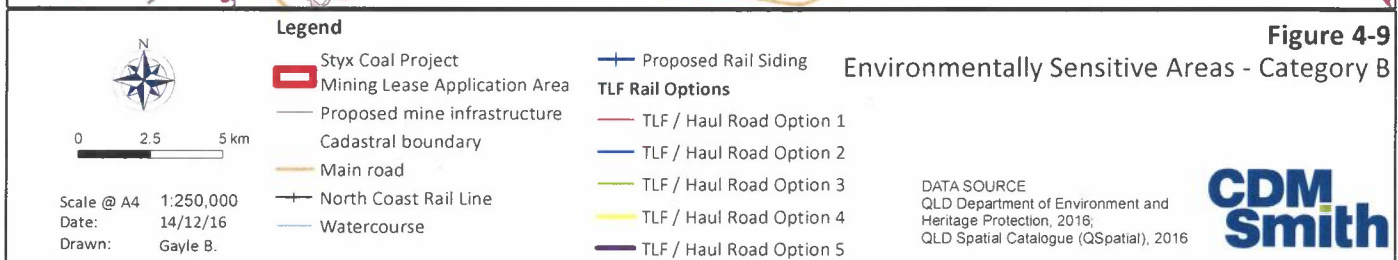 N
0 2.5 5 km
Scale @ A4 1:250,000
Date: 14/12/16
Drawn: Gayle B.
Legend
Styx Coal Project
Mining Lease Application Area
Proposed mine infrastructure
Cadastral boundary
Main road
North Coast Rail Line
Watercourse
Proposed Rail Siding
TLF Rail Options
TLF / Haul Road Option 1
TLF / Haul Road Option 2
TLF / Haul Road Option 3
TLF / Haul Road Option 4
TLF / Haul Road Option 5
Figure 4-9
Environmentally Sensitive Areas - Category B
DATA SOURCE
QLD Department of Environment and
Heritage Protection, 2016;
QLD Spatial Catalogue (QSpatial), 2016
CDM
Smith